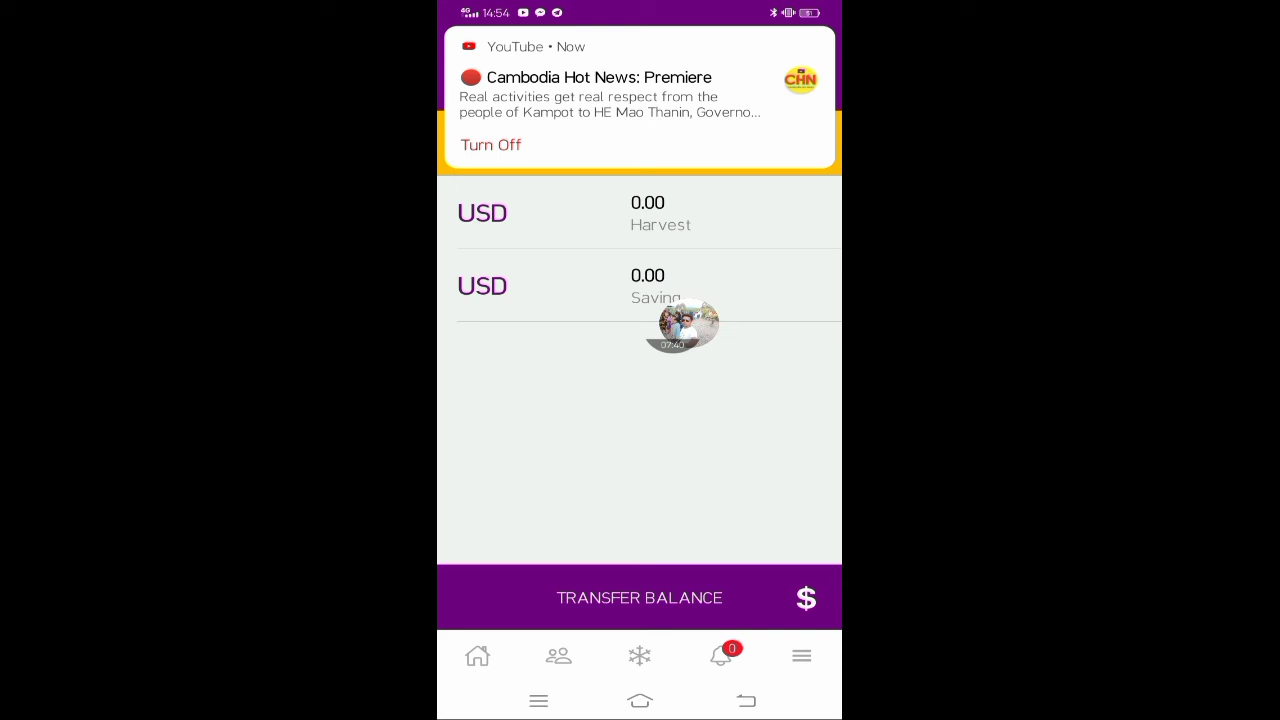 4G 14:54 51
YouTube • Now
Cambodia Hot News: Premiere
CHN
Real activities get real respect from the
people of Kampot to HE Mao Thanin, Governo...
Turn Off
USD
0.00
Harvest
USD
0.00
Saving
07:40
TRANSFER BALANCE $
0